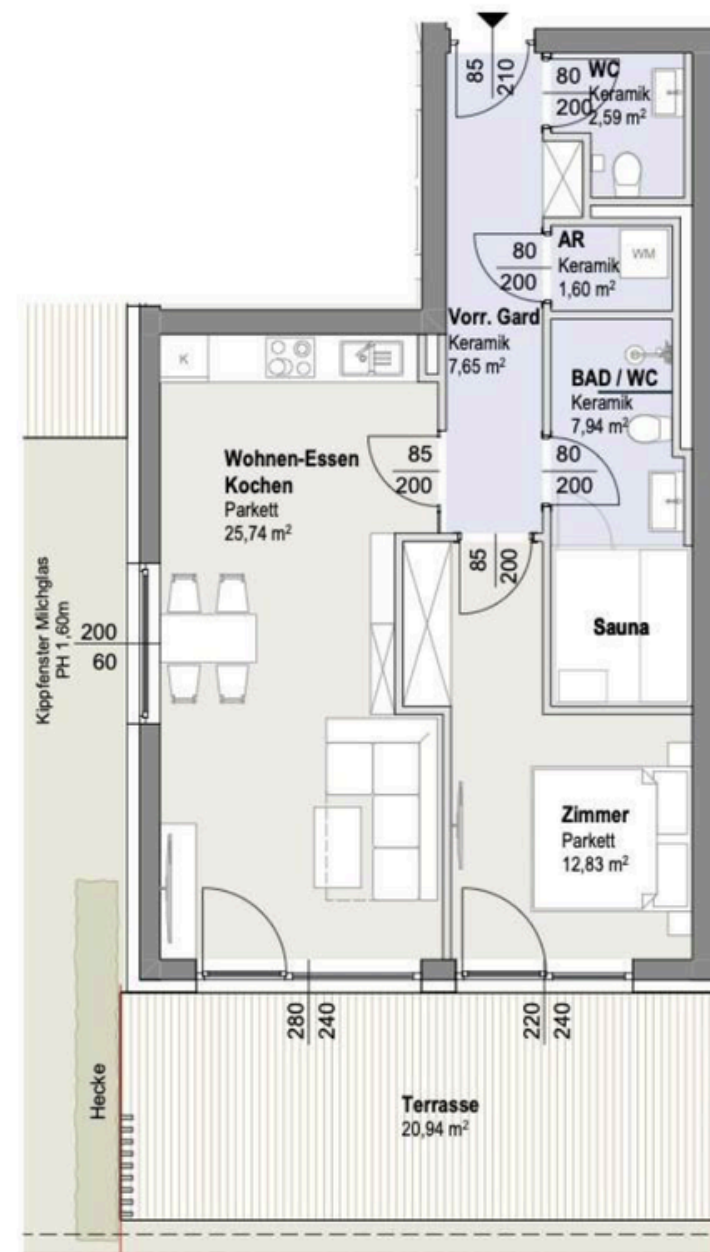 85
210
80
200
WC
Keramik
2,59 m²
80
200
AR
Keramik
1,60 m²
WM
Vorr. Gard
Keramik
7,65 m²
BAD / WC
Keramik
7,94 m²
K
Wohnen-Essen
Kochen
Parkett
25,74 m²
85
200
80
200
85
200
Kippfenster Milchglas
PH 1,60m
200
60
Sauna
Zimmer
Parkett
12,83 m²
280
240
220
240
Hecke
Terrasse
20,94 m²